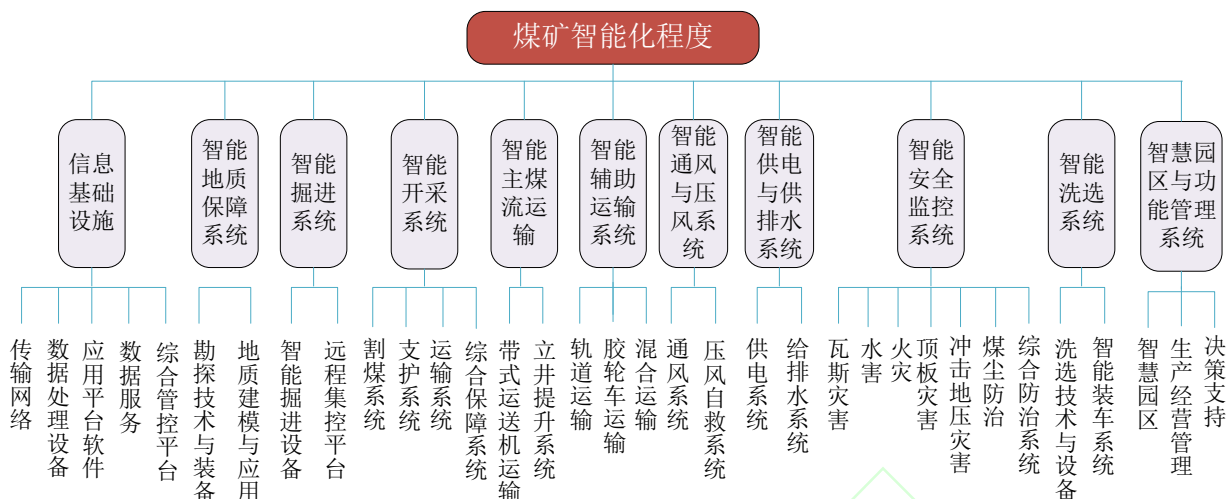 煤矿智能化程度
信息
基础
设施
智能
地质
保障
系统
智能
掘进
系统
智能
开采
系统
智能
主煤
流运
输
智能
辅助
运输
系统
智能
通风
与压
风系
统
智能
供电
与供
排水
系统
智能
安全
监控
系统
智能
洗选
系统
智慧园
区与功
能管理
系统
传输网络
数据处理设备
应用平台软件
数据服务
综合管控平台
勘探技术与装备
地质建模与应用
智能掘进设备
远程集控平台
割煤系统
支护系统
运输系统
综合保障系统
带式运送机运输
立井提升系统
轨道运输
胶轮车运输
混合运输
通风系统
压风自救系统
供电系统
给排水系统
瓦斯灾害
水害
火灾
顶板灾害
冲击地压灾害
煤尘防治
综合防治系统
洗选技术与设备
智能装车系统
智慧园区
生产经营管理
决策支持